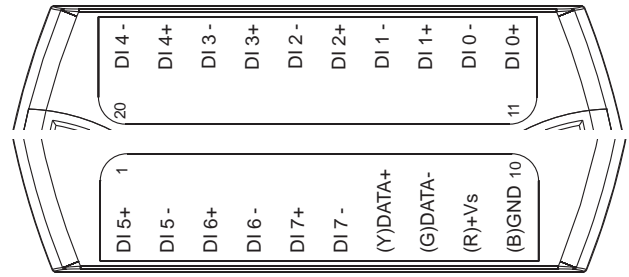 DI 4 -
DI 4+
DI 3 -
DI 3+
DI 2 -
DI 2+
DI 1 -
DI 1+
DI 0 -
DI 0+
20
11
1
10
DI 5+
DI 5 -
DI 6+
DI 6 -
DI 7+
DI 7 -
(Y)DATA+
(G)DATA-
(R)+Vs
(B)GND